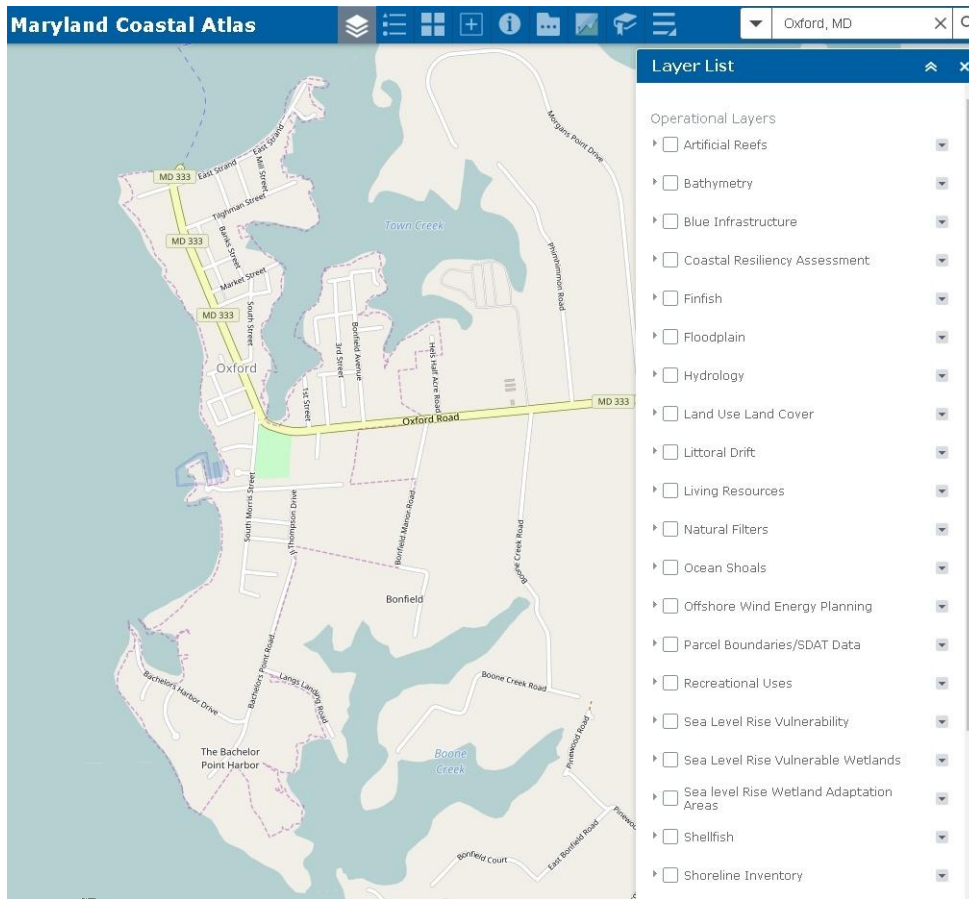 Maryland Coastal Atlas
Oxford, MD
Layer List
Operational Layers
Artificial Reefs
Bathymetry
Blue Infrastructure
Coastal Resiliency Assessment
Finfish
Floodplain
Hydrology
Land Use Land Cover
Littoral Drift
Living Resources
Natural Filters
Ocean Shoals
Offshore Wind Energy Planning
Parcel Boundaries/SDAT Data
Recreational Uses
Sea Level Rise Vulnerability
Sea Level Rise Vulnerable Wetlands
Sea level Rise Wetland Adaptation
Areas
Shellfish
Shoreline Inventory
East Strand
East Strand
Mill Street
MD 333
Tilghman Street
Banks Street
MD 333
Market Street
South Street
MD 333
Oxford
Town Creek
Morgans Point Drive
Phimhimmon Road
Bonfield Avenue
3rd Street
1st Street
Hels Half Acre Road
MD 333
Oxford Road
South Morris Street
Thompson Drive
Bonfield Manor Road
Boone Creek Road
Bonfield
Bachelors Point Road
Langs Landing Road
Bachelors Harbor Drive
The Bachelor
Point Harbor
Boone Creek Road
Boone
Creek
Pinewood Road
East Bonfield Road
Bonfield Court